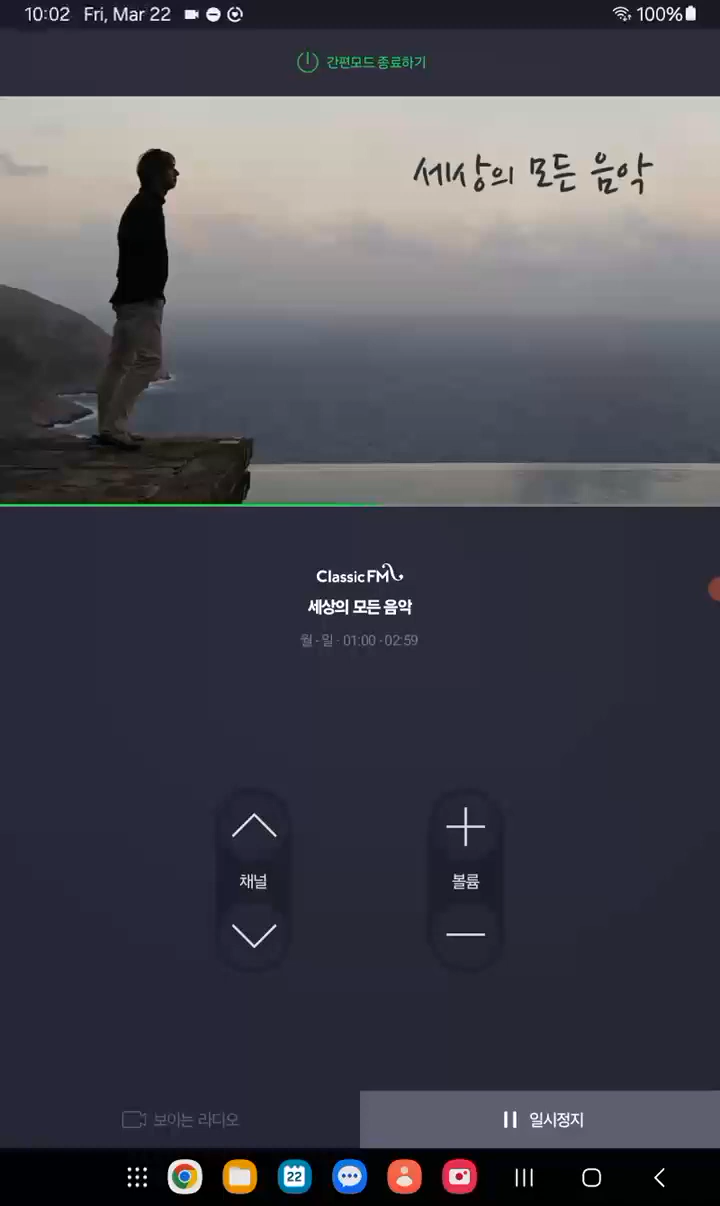 10:02 Fri, Mar 22 100%
간편모드 종료하기
세상의 모든 음악
Classic FM
세상의 모든 음악
월-일 · 01:00 - 02:59
채널 볼륨
보이는 라디오 일시정지
22